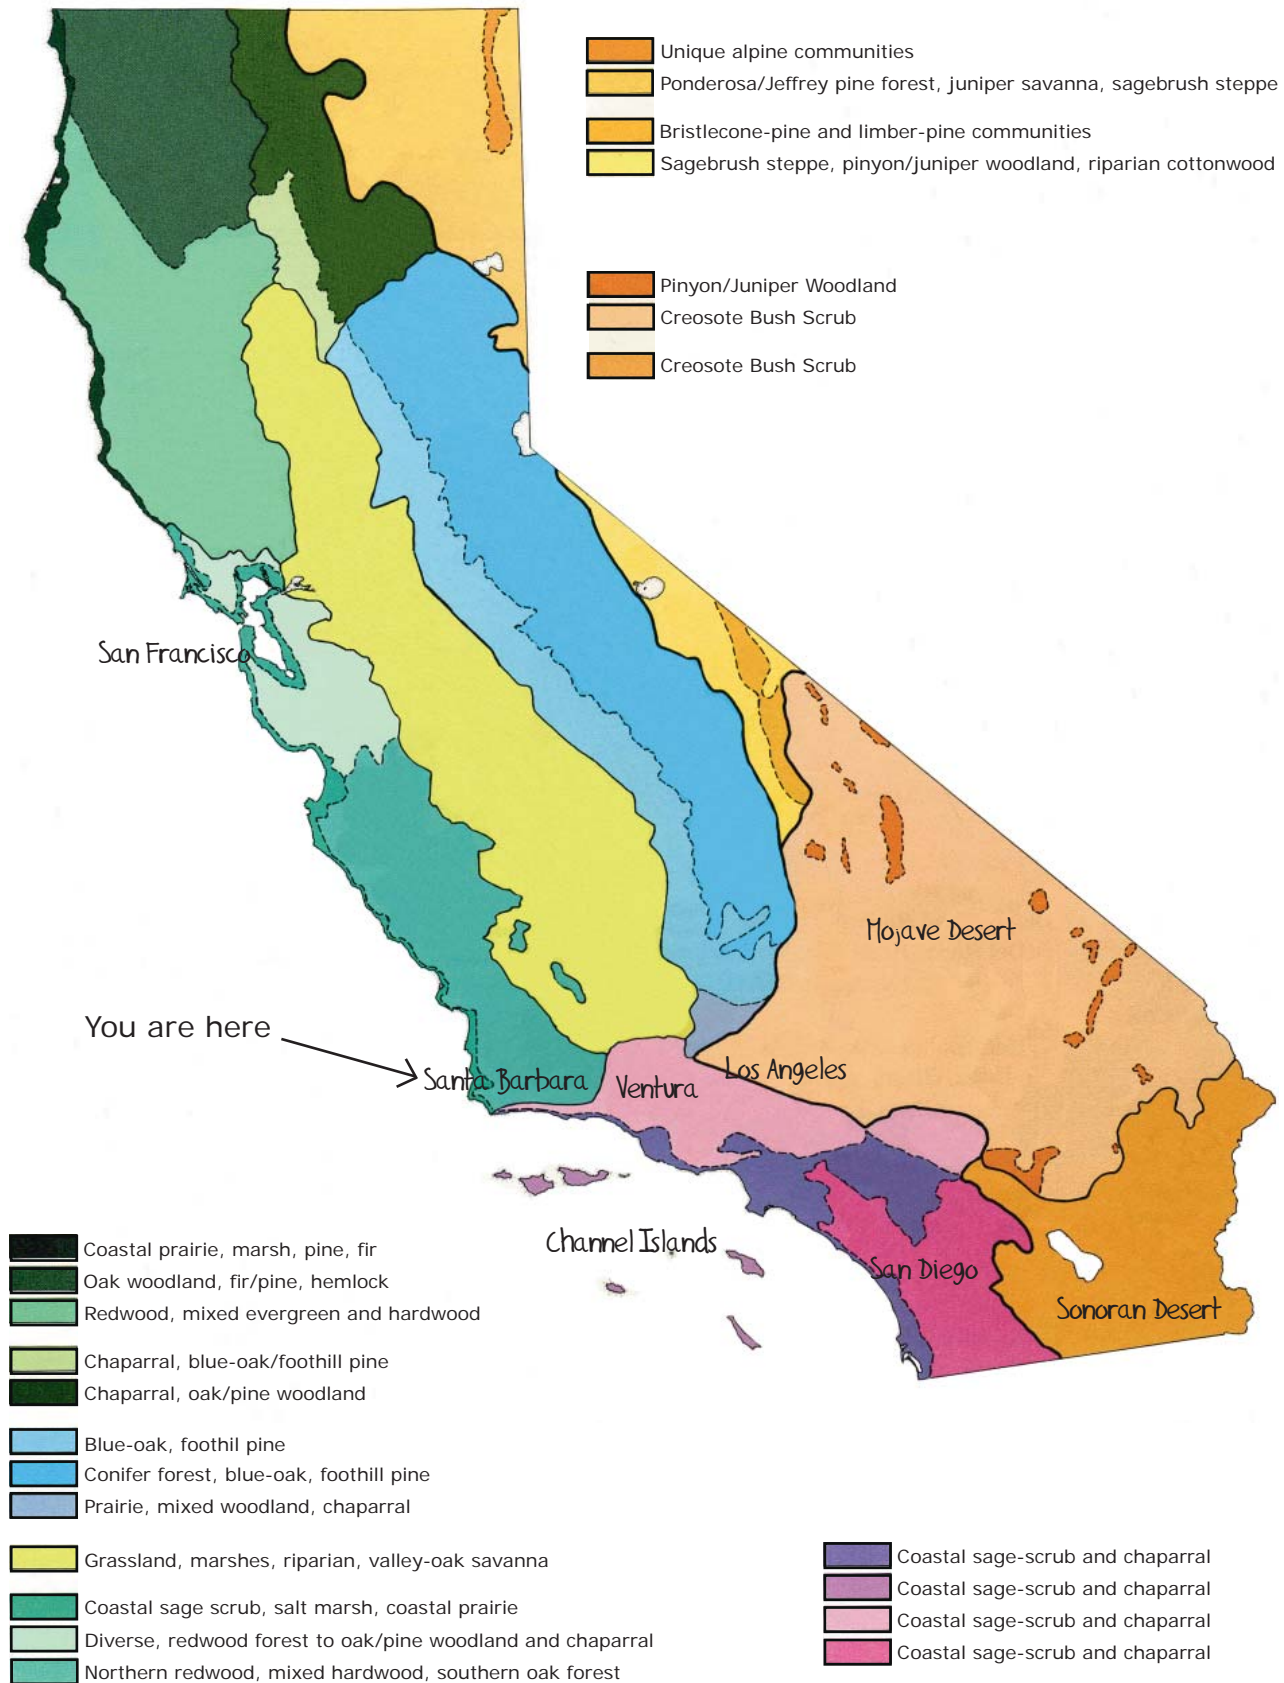 Unique alpine communities
Ponderosa/Jeffrey pine forest, juniper savanna, sagebrush steppe
Bristlecone-pine and limber-pine communities
Sagebrush steppe, pinyon/juniper woodland, riparian cottonwood
Pinyon/Juniper Woodland
Creosote Bush Scrub
Creosote Bush Scrub
San Francisco
Mojave Desert
You are here
Santa Barbara
Ventura
Los Angeles
Channel Islands
San Diego
Sonoran Desert
Coastal prairie, marsh, pine, fir
Oak woodland, fir/pine, hemlock
Redwood, mixed evergreen and hardwood
Chaparral, blue-oak/foothill pine
Chaparral, oak/pine woodland
Blue-oak, foothil pine
Conifer forest, blue-oak, foothill pine
Prairie, mixed woodland, chaparral
Grassland, marshes, riparian, valley-oak savanna
Coastal sage scrub, salt marsh, coastal prairie
Diverse, redwood forest to oak/pine woodland and chaparral
Northern redwood, mixed hardwood, southern oak forest
Coastal sage-scrub and chaparral
Coastal sage-scrub and chaparral
Coastal sage-scrub and chaparral
Coastal sage-scrub and chaparral